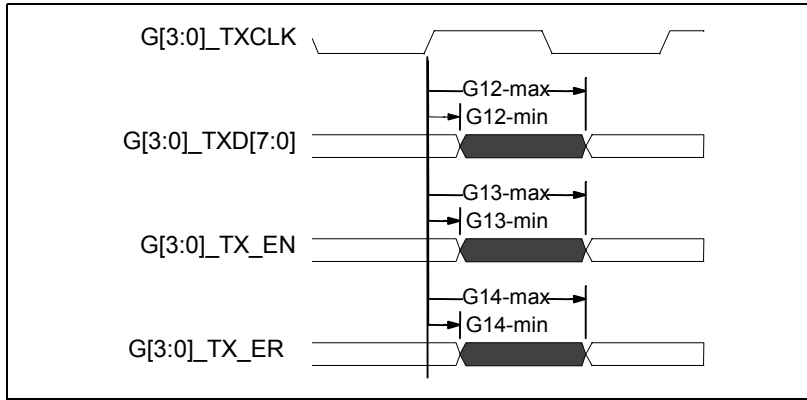 G[3:0]_TXCLK
G12-max
G12-min
G[3:0]_TXD[7:0]
G13-max
G13-min
G[3:0]_TX_EN
G14-max
G14-min
G[3:0]_TX_ER